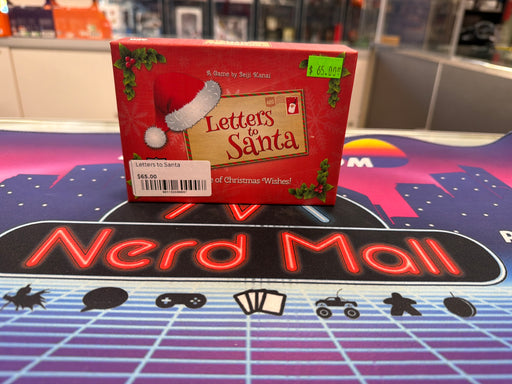 $ 65.00
A Game by Seiji Kanai
Letters
to
Santa
Letters to Santa
$65.00
of Christmas Wishes!
Nerd Mall